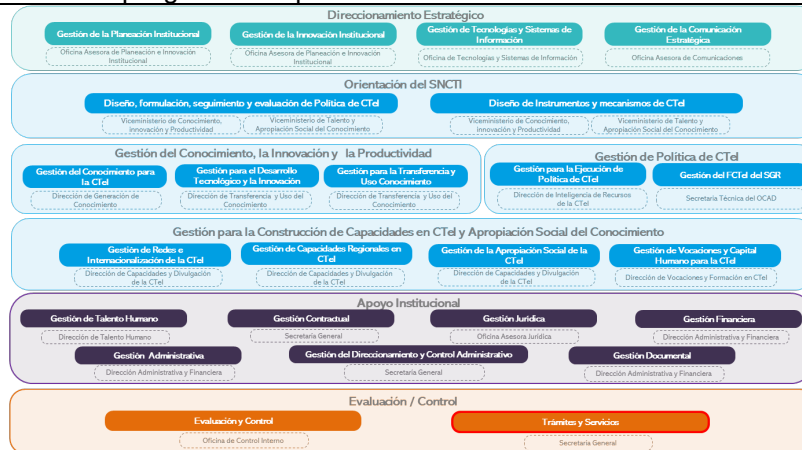 Direccionamiento Estratégico
Gestión de la Planeación Institucional
Oficina Asesora de Planeación e Innovación
Institucional
Gestión de la Innovación Institucional
Oficina Asesora de Planeación e Innovación
Institucional
Gestión de Tecnologías y Sistemas de
Información
Oficina de Tecnologías y Sistemas de Información
Gestión de la Comunicación
Estratégica
Oficina Asesora de Comunicaciones
Orientación del SNCTI
Diseño, formulación, seguimiento y evaluación de Política de CTeI
Viceministerio de Conocimiento,
innovación y Productividad
Viceministerio de Talento y
Apropiación Social del Conocimiento
Diseño de Instrumentos y mecanismos de CTeI
Viceministerio de Conocimiento,
innovación y Productividad
Viceministerio de Talento y
Apropiación Social del Conocimiento
Gestión del Conocimiento, la Innovación y la Productividad
Gestión del Conocimiento para
la CTeI
Dirección de Generación de
Conocimiento
Gestión para el Desarrollo
Tecnológico y la Innovación
Dirección de Transferencia y Uso del
Conocimiento
Gestión para la Transferencia y
Uso Conocimiento
Dirección de Transferencia y Uso del
Conocimiento
Gestión de Política de CTeI
Gestión para la Ejecución de
Política de CTeI
Dirección de Inteligencia de Recursos
de la CTeI
Gestión del FCTeI del SGR
Secretaría Técnica del OCAD
Gestión para la Construcción de Capacidades en CTeI y Apropiación Social del Conocimiento
Gestión de Redes e
Internacionalización de la CTeI
Dirección de Capacidades y Divulgación
de la CTeI
Gestión de Capacidades Regionales en
CTeI
Dirección de Capacidades y Divulgación
de la CTeI
Gestión de la Apropiación Social de la
CTeI
Dirección de Capacidades y Divulgación
de la CTeI
Gestión de Vocaciones y Capital
Humano para la CTeI
Dirección de Vocaciones y Formación en CTeI
Apoyo Institucional
Gestión de Talento Humano
Dirección de Talento Humano
Gestión Contractual
Secretaría General
Gestión Jurídica
Oficina Asesora Jurídica
Gestión Financiera
Dirección Administrativa y Financiera
Gestión Administrativa
Dirección Administrativa y Financiera
Gestión del Direccionamiento y Control Administrativo
Secretaría General
Gestión Documental
Dirección Administrativa y Financiera
Evaluación / Control
Evaluación y Control
Oficina de Control Interno
Trámites y Servicios
Secretaría General